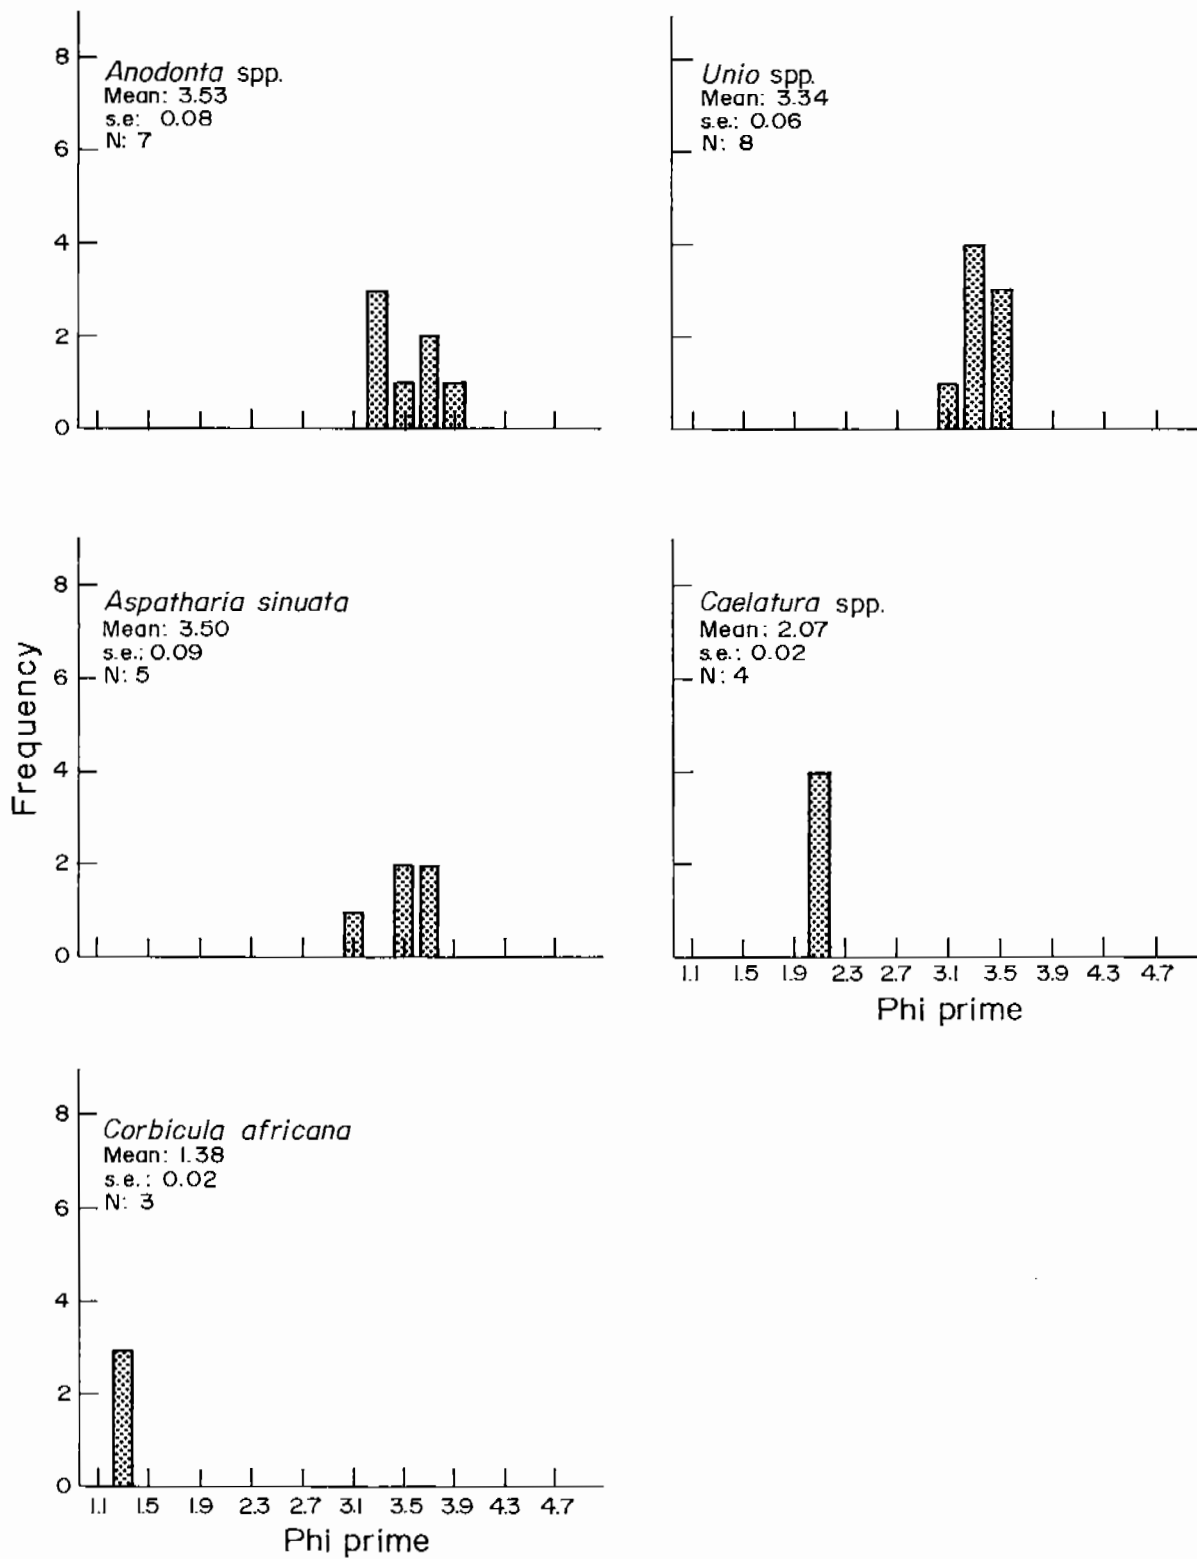 8
6
4
2
0
Anodonta spp.
Mean: 3.53
s.e: 0.08
N: 7
Unio spp.
Mean: 3.34
s.e.: 0.06
N: 8
Frequency
8
6
4
2
0
Aspatharia sinuata
Mean: 3.50
s.e.: 0.09
N: 5
Caelatura spp.
Mean: 2.07
s.e.: 0.02
N: 4
1.1 1.5 1.9 2.3 2.7 3.1 3.5 3.9 4.3 4.7
Phi prime
8
6
4
2
0
Corbicula africana
Mean: 1.38
s.e.: 0.02
N: 3
1.1 1.5 1.9 2.3 2.7 3.1 3.5 3.9 4.3 4.7
Phi prime